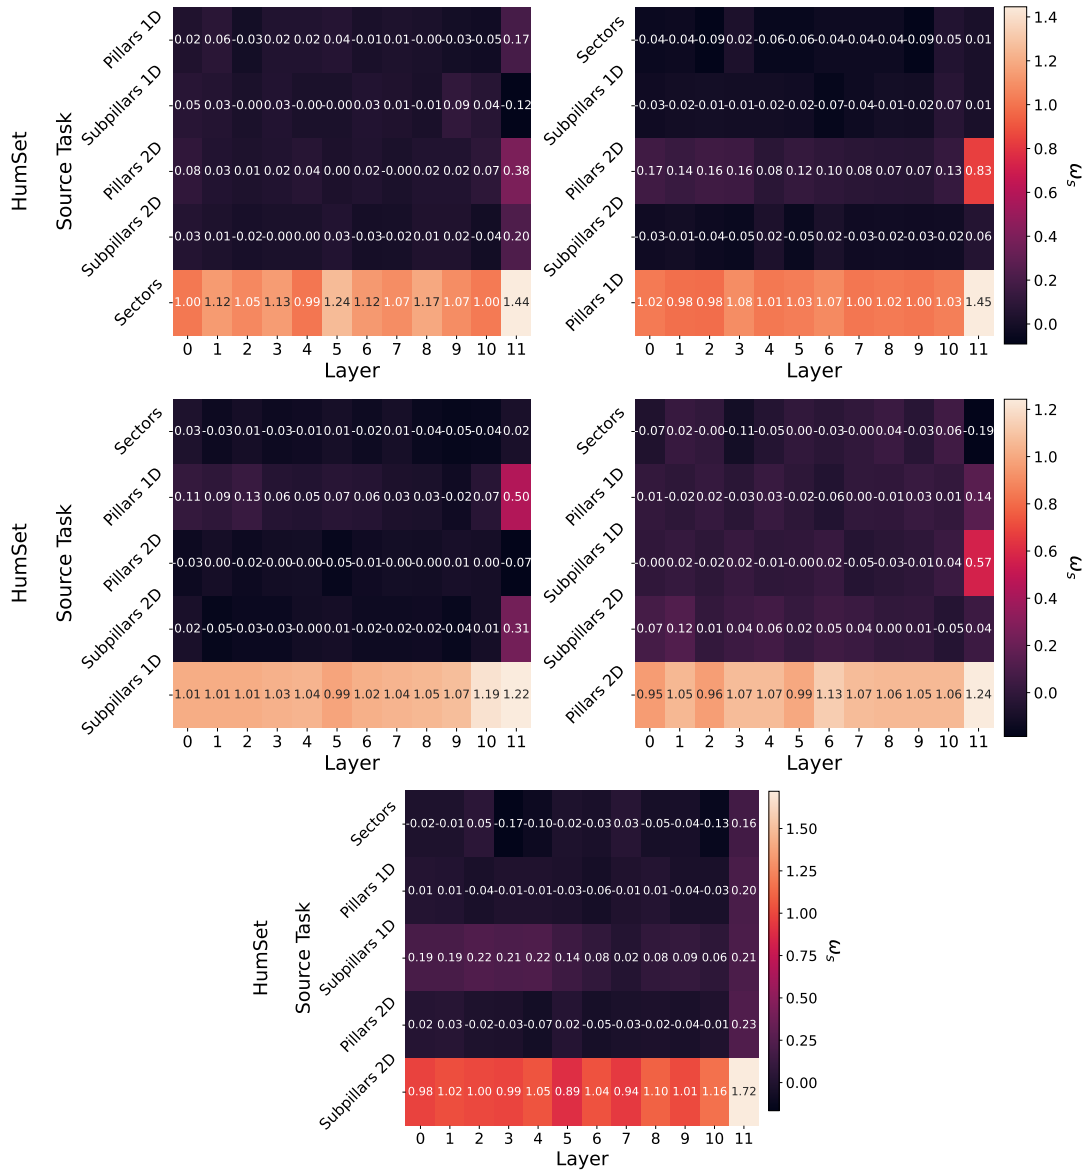 HumSet
Source Task
Pillars 1D
0.02 0.06 -0.03 0.02 0.02 0.04 -0.01 0.01 -0.00 -0.03 -0.05 0.17
Subpillars 1D
0.05 0.03 -0.00 0.03 -0.00 -0.00 0.03 0.01 -0.01 0.09 0.04 -0.12
Pillars 2D
0.08 0.03 0.01 0.02 0.04 0.00 0.02 -0.00 0.02 0.02 0.07 0.38
Subpillars 2D
0.03 0.01 -0.02 -0.00 0.00 0.03 -0.03 -0.02 0.01 0.02 -0.04 0.20
Sectors
1.00 1.12 1.05 1.13 0.99 1.24 1.12 1.07 1.17 1.07 1.00 1.44
0 1 2 3 4 5 6 7 8 9 10 11
Layer
Sectors
-0.04 -0.04 -0.09 0.02 -0.06 -0.06 -0.04 -0.04 -0.04 -0.09 0.05 0.01
Subpillars 1D
-0.03 -0.02 -0.01 -0.01 -0.02 -0.02 -0.07 -0.04 -0.01 -0.02 0.07 0.01
Pillars 2D
0.17 0.14 0.16 0.16 0.08 0.12 0.10 0.08 0.07 0.07 0.13 0.83
Subpillars 2D
-0.03 -0.01 -0.04 -0.05 0.02 -0.05 0.02 -0.03 -0.02 -0.03 -0.02 0.06
Pillars 1D
1.02 0.98 0.98 1.08 1.01 1.03 1.07 1.00 1.02 1.00 1.03 1.45
0 1 2 3 4 5 6 7 8 9 10 11
Layer
1.4
1.2
1.0
0.8
0.6
0.4
0.2
0.0
ωs
HumSet
Source Task
Sectors
0.03 -0.03 -0.01 -0.03 -0.01 0.01 -0.02 0.01 -0.04 -0.05 -0.04 0.02
Pillars 1D
0.11 0.09 0.13 0.06 0.05 0.07 0.06 0.03 0.03 -0.02 0.07 0.50
Pillars 2D
-0.03 0.00 -0.02 -0.00 -0.00 -0.05 -0.01 -0.00 -0.00 0.01 0.00 -0.07
Subpillars 2D
0.02 -0.05 -0.03 -0.03 -0.00 0.01 -0.02 -0.02 -0.02 -0.04 0.01 0.31
Subpillars 1D
1.01 1.01 1.01 1.03 1.04 0.99 1.02 1.04 1.05 1.07 1.19 1.22
0 1 2 3 4 5 6 7 8 9 10 11
Layer
Sectors
-0.07 0.02 -0.00 -0.11 -0.05 0.00 -0.03 -0.00 0.04 -0.03 0.06 -0.19
Pillars 1D
0.01 -0.02 0.02 -0.03 0.03 -0.02 -0.06 0.00 -0.01 0.03 0.01 0.14
Subpillars 1D
-0.00 0.02 -0.02 0.02 -0.01 -0.00 0.02 -0.05 -0.03 -0.01 0.04 0.57
Subpillars 2D
0.07 0.12 0.01 0.04 0.06 0.02 0.05 0.04 -0.00 0.01 -0.05 0.04
Pillars 2D
0.95 1.05 0.96 1.07 1.07 0.99 1.13 1.07 1.06 1.05 1.06 1.24
0 1 2 3 4 5 6 7 8 9 10 11
Layer
1.2
1.0
0.8
0.6
0.4
0.2
0.0
ωs
HumSet
Source Task
Sectors
-0.02 -0.01 0.05 -0.17 -0.10 -0.02 -0.03 0.03 -0.05 -0.04 -0.13 0.16
Pillars 1D
0.01 0.01 -0.04 -0.01 -0.01 -0.03 -0.06 -0.01 0.01 -0.04 -0.03 0.20
Subpillars 1D
0.19 0.19 0.22 0.21 0.22 0.14 0.08 0.02 0.08 0.09 0.06 0.21
Pillars 2D
0.02 0.03 -0.02 -0.03 -0.07 0.02 -0.05 -0.03 -0.02 -0.04 -0.01 0.23
Subpillars 2D
0.98 1.02 1.00 0.99 1.05 0.89 1.04 0.94 1.10 1.01 1.16 1.72
0 1 2 3 4 5 6 7 8 9 10 11
Layer
1.50
1.25
1.00
0.75
0.50
0.25
0.00
ωs